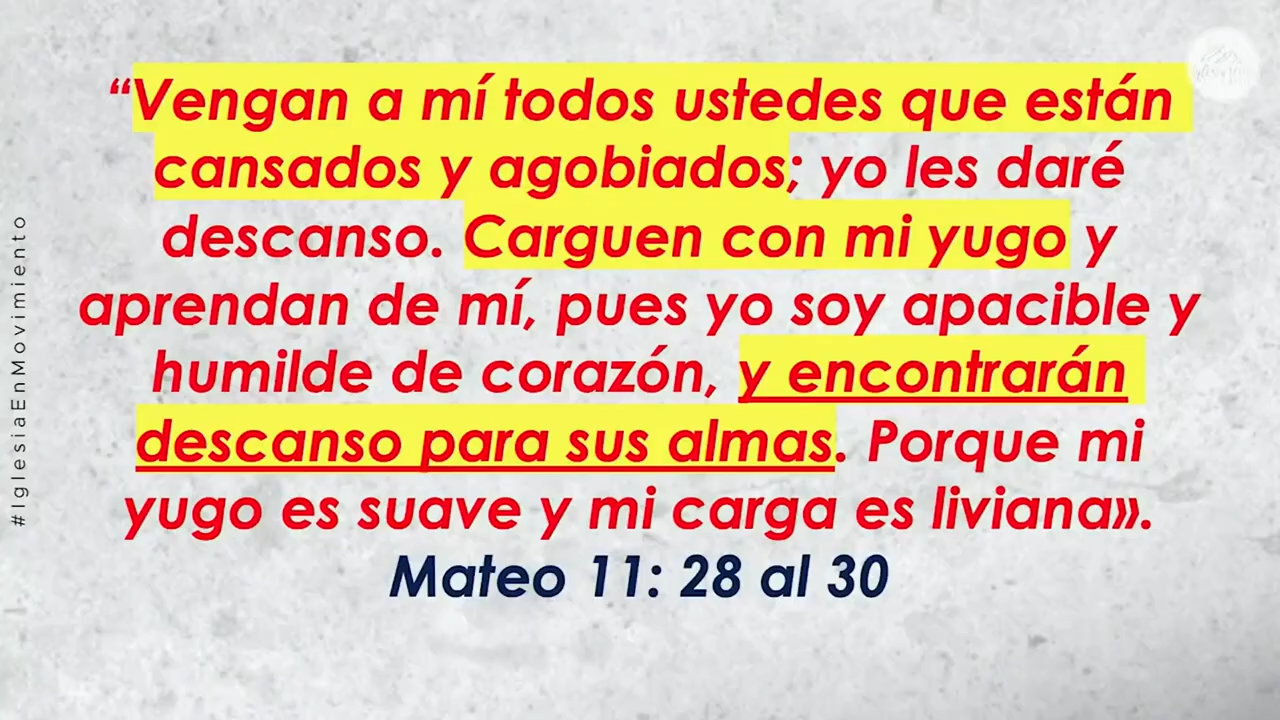 “Vengan a mí todos ustedes que están
cansados y agobiados; yo les daré
descanso. Carguen con mi yugo y
aprendan de mí, pues yo soy apacible y
humilde de corazón, y encontrarán
descanso para sus almas. Porque mi
yugo es suave y mi carga es liviana».
Mateo 11: 28 al 30
#IglesiaEnMovimiento